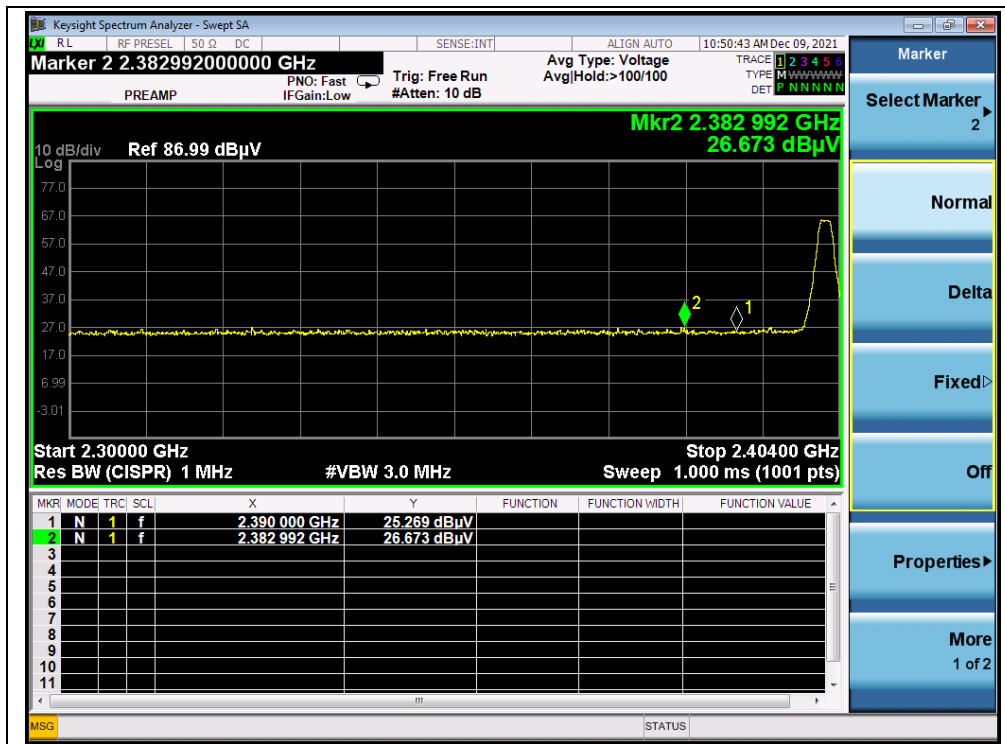 Keysight Spectrum Analyzer - Swept SA
LXI RL RF PRESEL 50 Ω DC SENSE:INT ALIGN AUTO 10:50:43 AM Dec 09, 2021
Marker 2 2.382992000000 GHz
PREAMP
PNO: Fast
IFGain:Low
Trig: Free Run
#Atten: 10 dB
Avg Type: Voltage
Avg|Hold:>100/100
TRACE 1 2 3 4 5 6
TYPE M WWWWW
DET P N N N N N
Mkr2 2.382 992 GHz
26.673 dBµV
10 dB/div Ref 86.99 dBµV
Log
77.0
67.0
57.0
47.0
37.0
27.0
17.0
6.99
-3.01
2
1
Start 2.30000 GHz Stop 2.40400 GHz
Res BW (CISPR) 1 MHz #VBW 3.0 MHz Sweep 1.000 ms (1001 pts)
MKR MODE TRC SCL X Y FUNCTION FUNCTION WIDTH FUNCTION VALUE
1 N 1 f 2.390 000 GHz 25.269 dBµV
2 N 1 f 2.382 992 GHz 26.673 dBµV
3
4
5
6
7
8
9
10
11
MSG STATUS
Marker
Select Marker
2
Normal
Delta
Fixed
Off
Properties
More
1 of 2